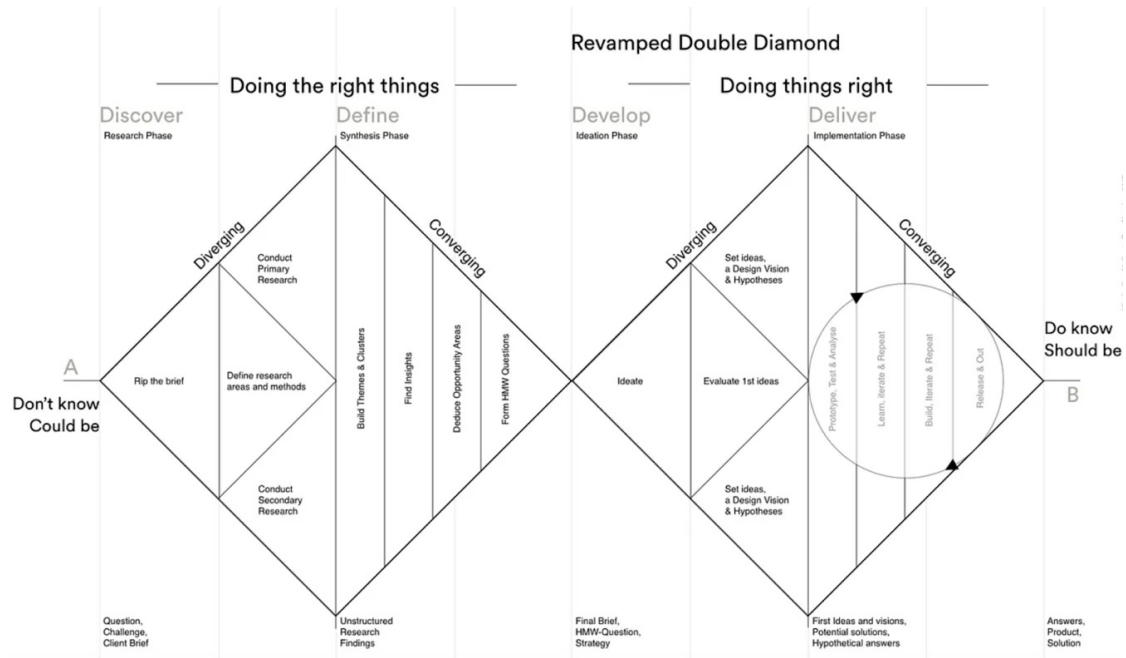 Revamped Double Diamond
Doing the right things
Doing things right
Discover
Research Phase
Define
Synthesis Phase
Develop
Ideation Phase
Deliver
Implementation Phase
A
Don't know
Could be
Diverging
Rip the brief
Conduct
Primary
Research
Define research
areas and methods
Conduct
Secondary
Research
Converging
Build Themes & Clusters
Find Insights
Deduce Opportunity Areas
Form HMW Questions
Diverging
Ideate
Set ideas,
a Design Vision
& Hypotheses
Evaluate 1st ideas
Set ideas,
a Design Vision
& Hypotheses
Converging
Prototype, Test & Analyse
Learn, iterate & Repeat
Build, Iterate & Repeat
Release & Out
Do know
Should be
B
Question,
Challenge,
Client Brief
Unstructured
Research
Findings
Final Brief,
HMW-Question,
Strategy
First Ideas and visions,
Potential solutions,
Hypothetical answers
Answers,
Product,
Solution